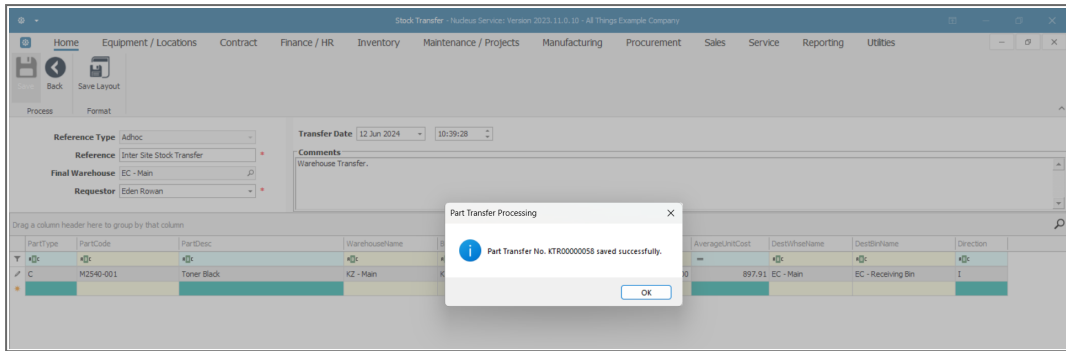 Stock Transfer - Nucleus Service: Version 2023.11.0.10 - All Things Example Company
Home Equipment / Locations Contract Finance / HR Inventory Maintenance / Projects Manufacturing Procurement Sales Service Reporting Utilities
Save Back Save Layout
Process Format
Reference Type Adhoc
Reference Inter Site Stock Transfer *
Final Warehouse EC - Main
Requestor Eden Rowan *
Transfer Date 12 Jun 2024 10:39:28
Comments
Warehouse Transfer.
Drag a column header here to group by that column
PartType PartCode PartDesc WarehouseName AverageUnitCost DestWhseName DestBinName Direction
C M2540-001 Toner Black KZ - Main 897.91 EC - Main EC - Receiving Bin I
Part Transfer Processing
Part Transfer No. KTR00000058 saved successfully.
OK